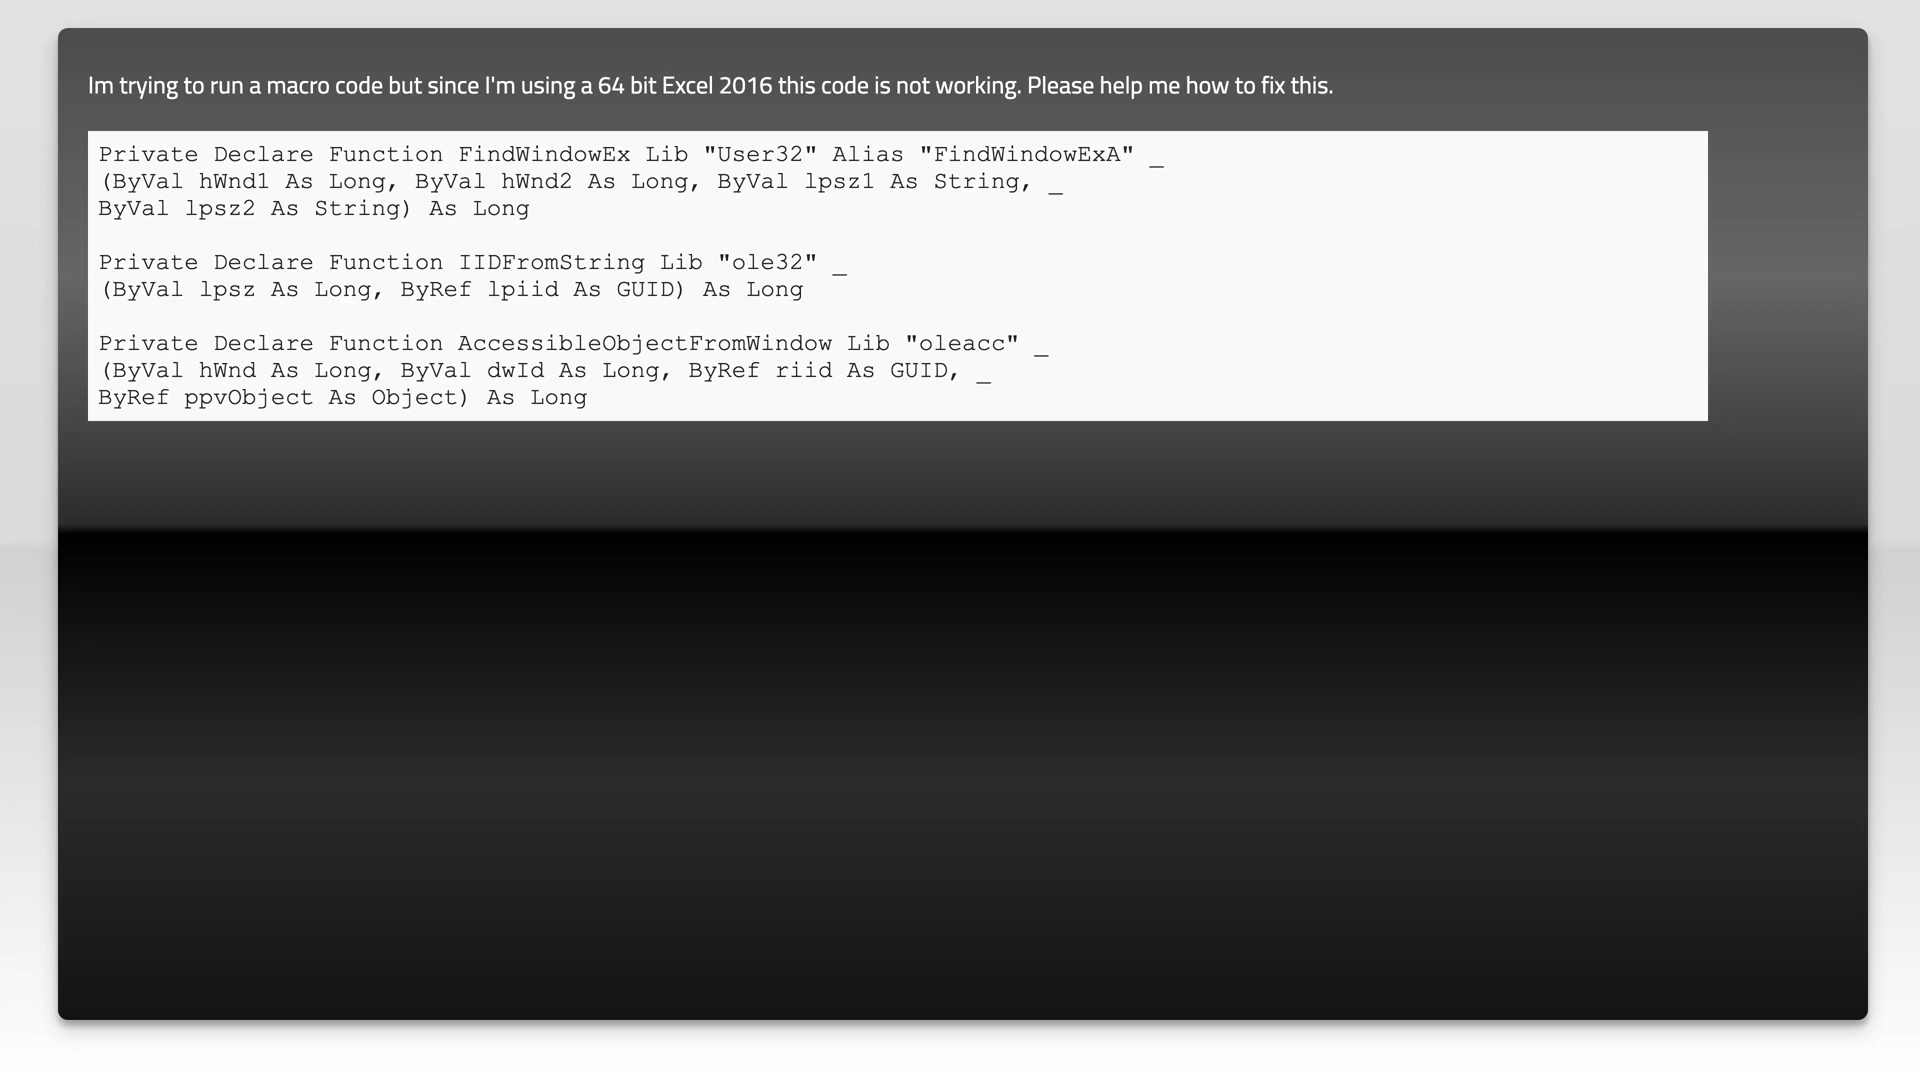 Im trying to run a macro code but since I'm using a 64 bit Excel 2016 this code is not working. Please help me how to fix this.
Private Declare Function FindWindowEx Lib "User32" Alias "FindWindowExA" _
(ByVal hWnd1 As Long, ByVal hWnd2 As Long, ByVal lpsz1 As String, _
ByVal lpsz2 As String) As Long
Private Declare Function IIDFromString Lib "ole32" _
(ByVal lpsz As Long, ByRef lpiid As GUID) As Long
Private Declare Function AccessibleObjectFromWindow Lib "oleacc" _
(ByVal hWnd As Long, ByVal dwId As Long, ByRef riid As GUID, _
ByRef ppvObject As Object) As Long